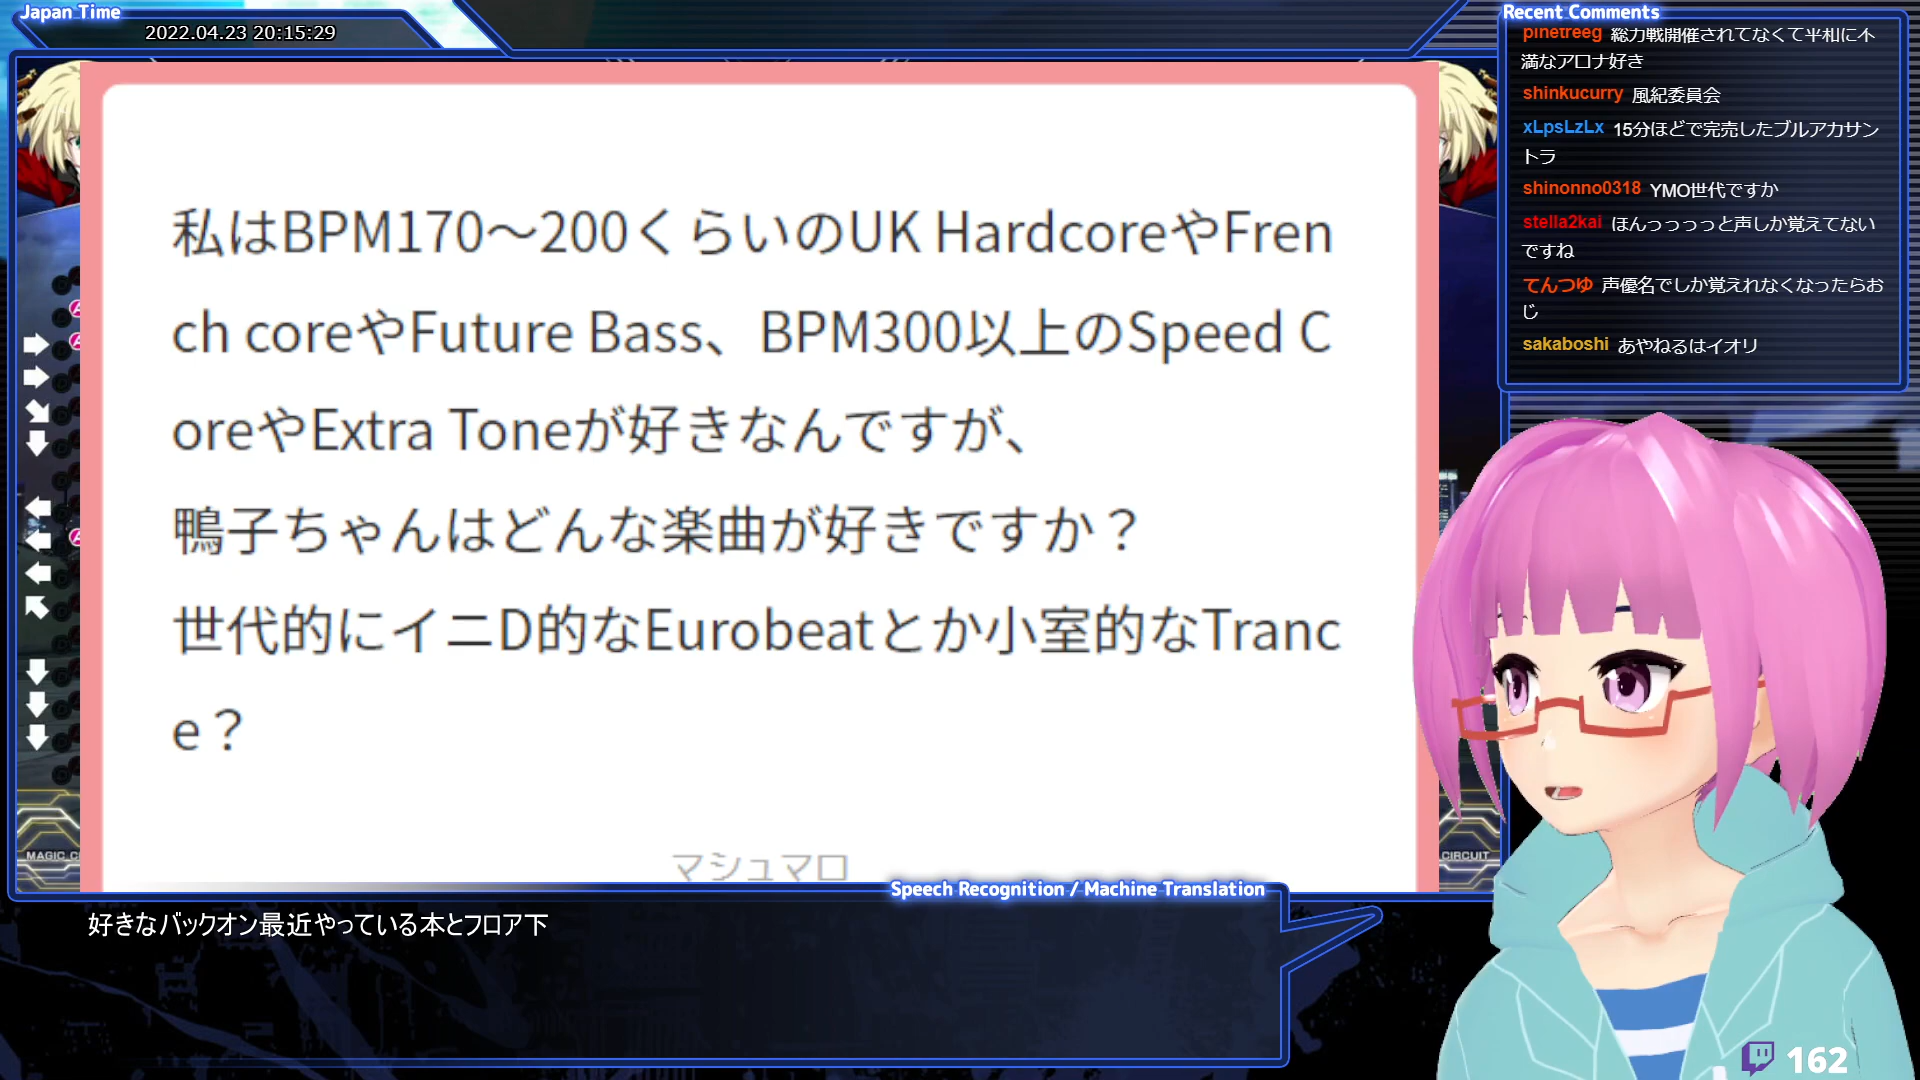 Japan Time
2022.04.23 20:15:29
私はBPM170～200くらいのUK HardcoreやFren
ch coreやFuture Bass、BPM300以上のSpeed C
oreやExtra Toneが好きなんですが、
鴨子ちゃんはどんな楽曲が好きですか？
世代的にイニD的なEurobeatとか小室的なTranc
e？
マシュマロ
MAGIC C
CIRCUIT
Speech Recognition / Machine Translation
好きなバックオン最近やっている本とフロア下
Recent Comments
pinetreeg 総力戦開催されてなくて平和に不
満なアロナ好き
shinkucurry 風紀委員会
xLpsLzLx 15分ほどで完売したブルアカサン
トラ
shinonno0318 YMO世代ですか
stella2kai ほんっっっっと声しか覚えてない
ですね
てんつゆ 声優名でしか覚えれなくなったらお
じ
sakaboshi あやねるはイオリ
162